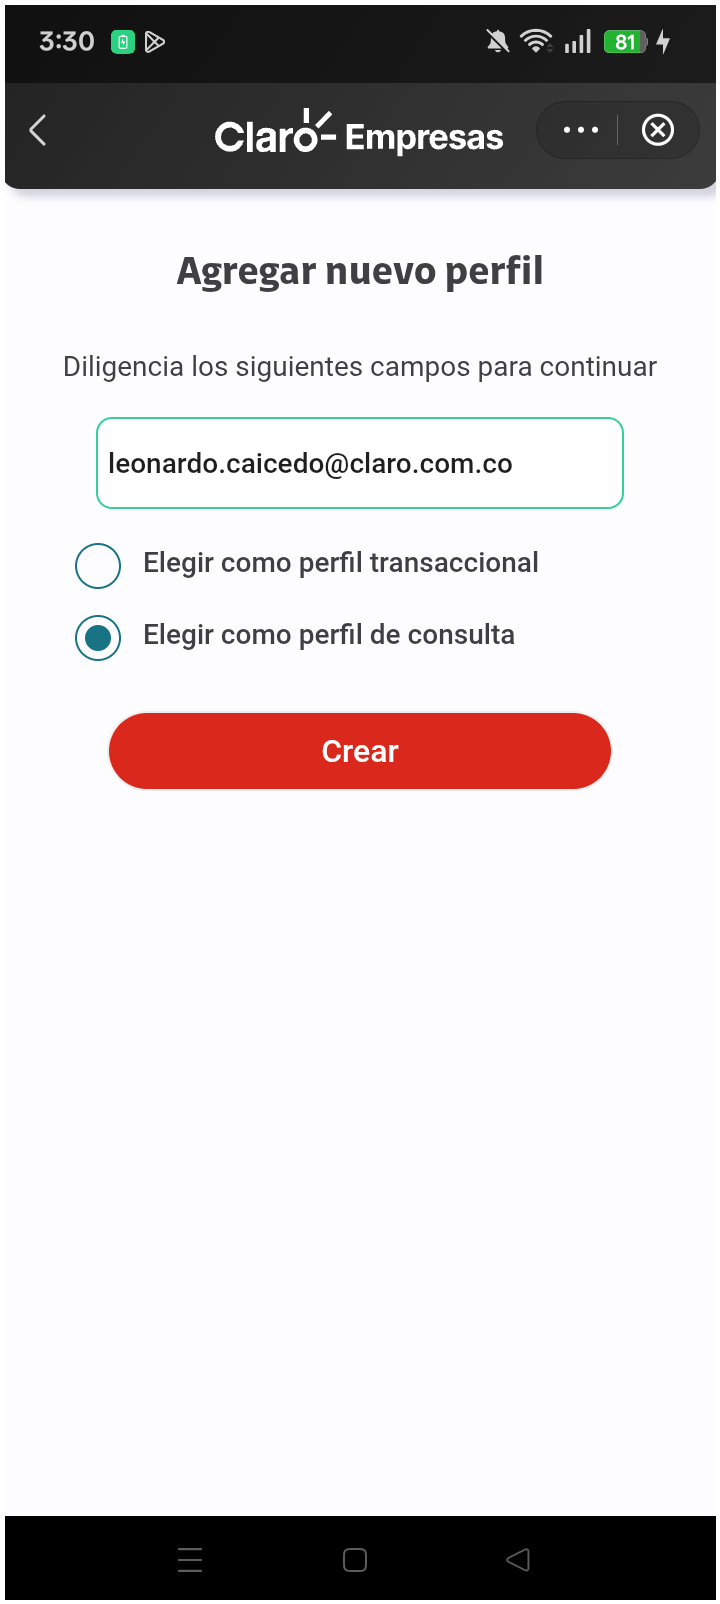 3:30
81
Claro Empresas
Agregar nuevo perfil
Diligencia los siguientes campos para continuar
leonardo.caicedo@claro.com.co
Elegir como perfil transaccional
Elegir como perfil de consulta
Crear